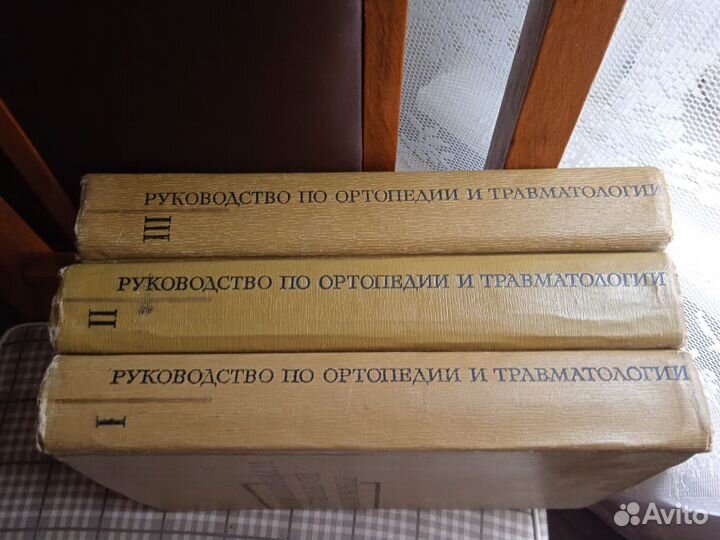 III
РУКОВОДСТВО ПО ОРТОПЕДИИ И ТРАВМАТОЛОГИИ
II
РУКОВОДСТВО ПО ОРТОПЕДИИ И ТРАВМАТОЛОГИИ
I
РУКОВОДСТВО ПО ОРТОПЕДИИ И ТРАВМАТОЛОГИИ
Avito